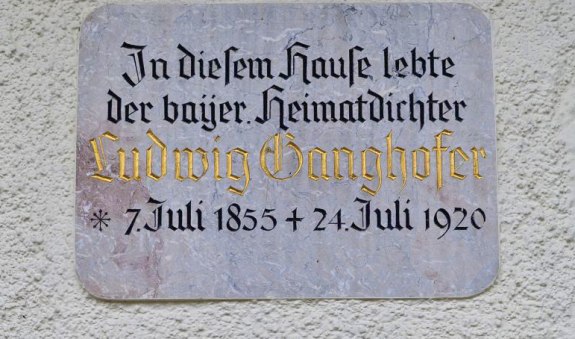 In diesem Hause lebte
der bayer. Heimatdichter
Ludwig Ganghofer
* 7. Juli 1855 + 24. Juli 1920